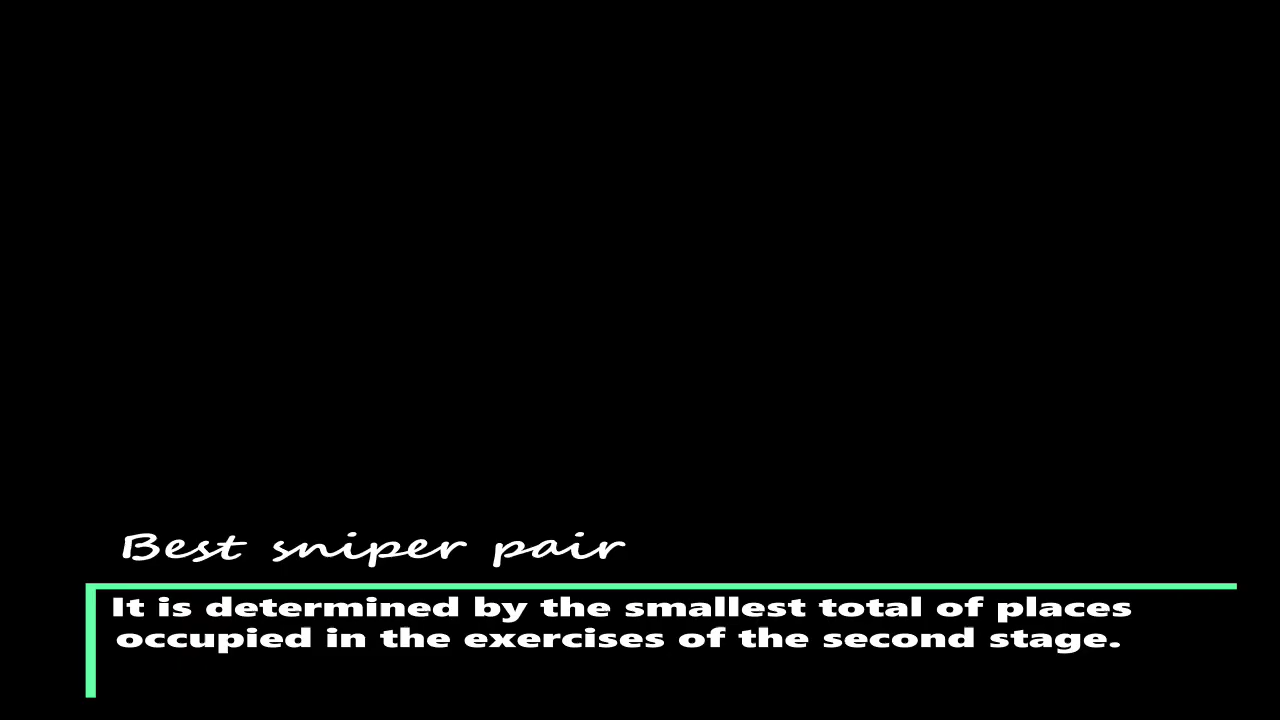 Best sniper pair
It is determined by the smallest total of places
occupied in the exercises of the second stage.